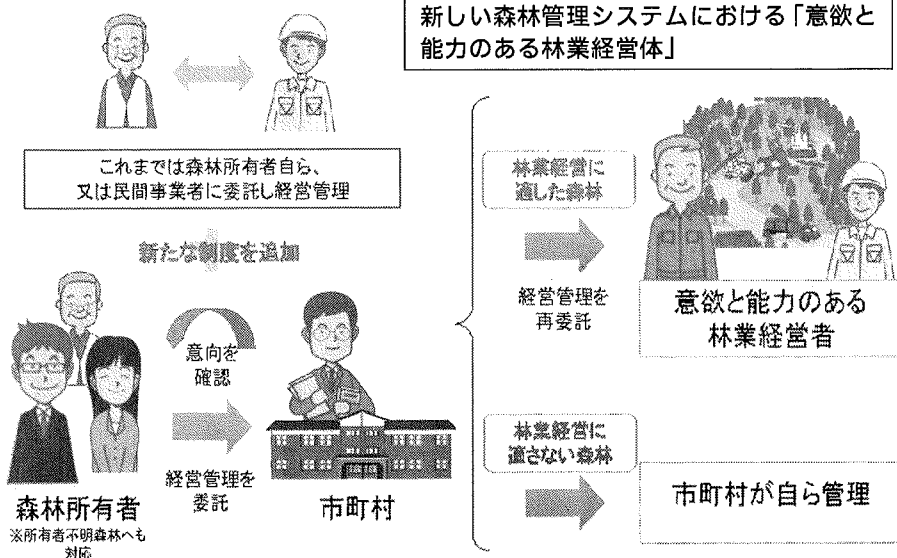 新しい森林管理システムにおける「意欲と
能力のある林業経営体」
これまでは森林所有者自ら、
又は民間事業者に委託し経営管理
新たな制度を追加
意向を
確認
経営管理を
委託
森林所有者
※所有者不明森林へも
対応
市町村
林業経営に
適した森林
経営管理を
再委託
意欲と能力のある
林業経営者
林業経営に
適さない森林
市町村が自ら管理